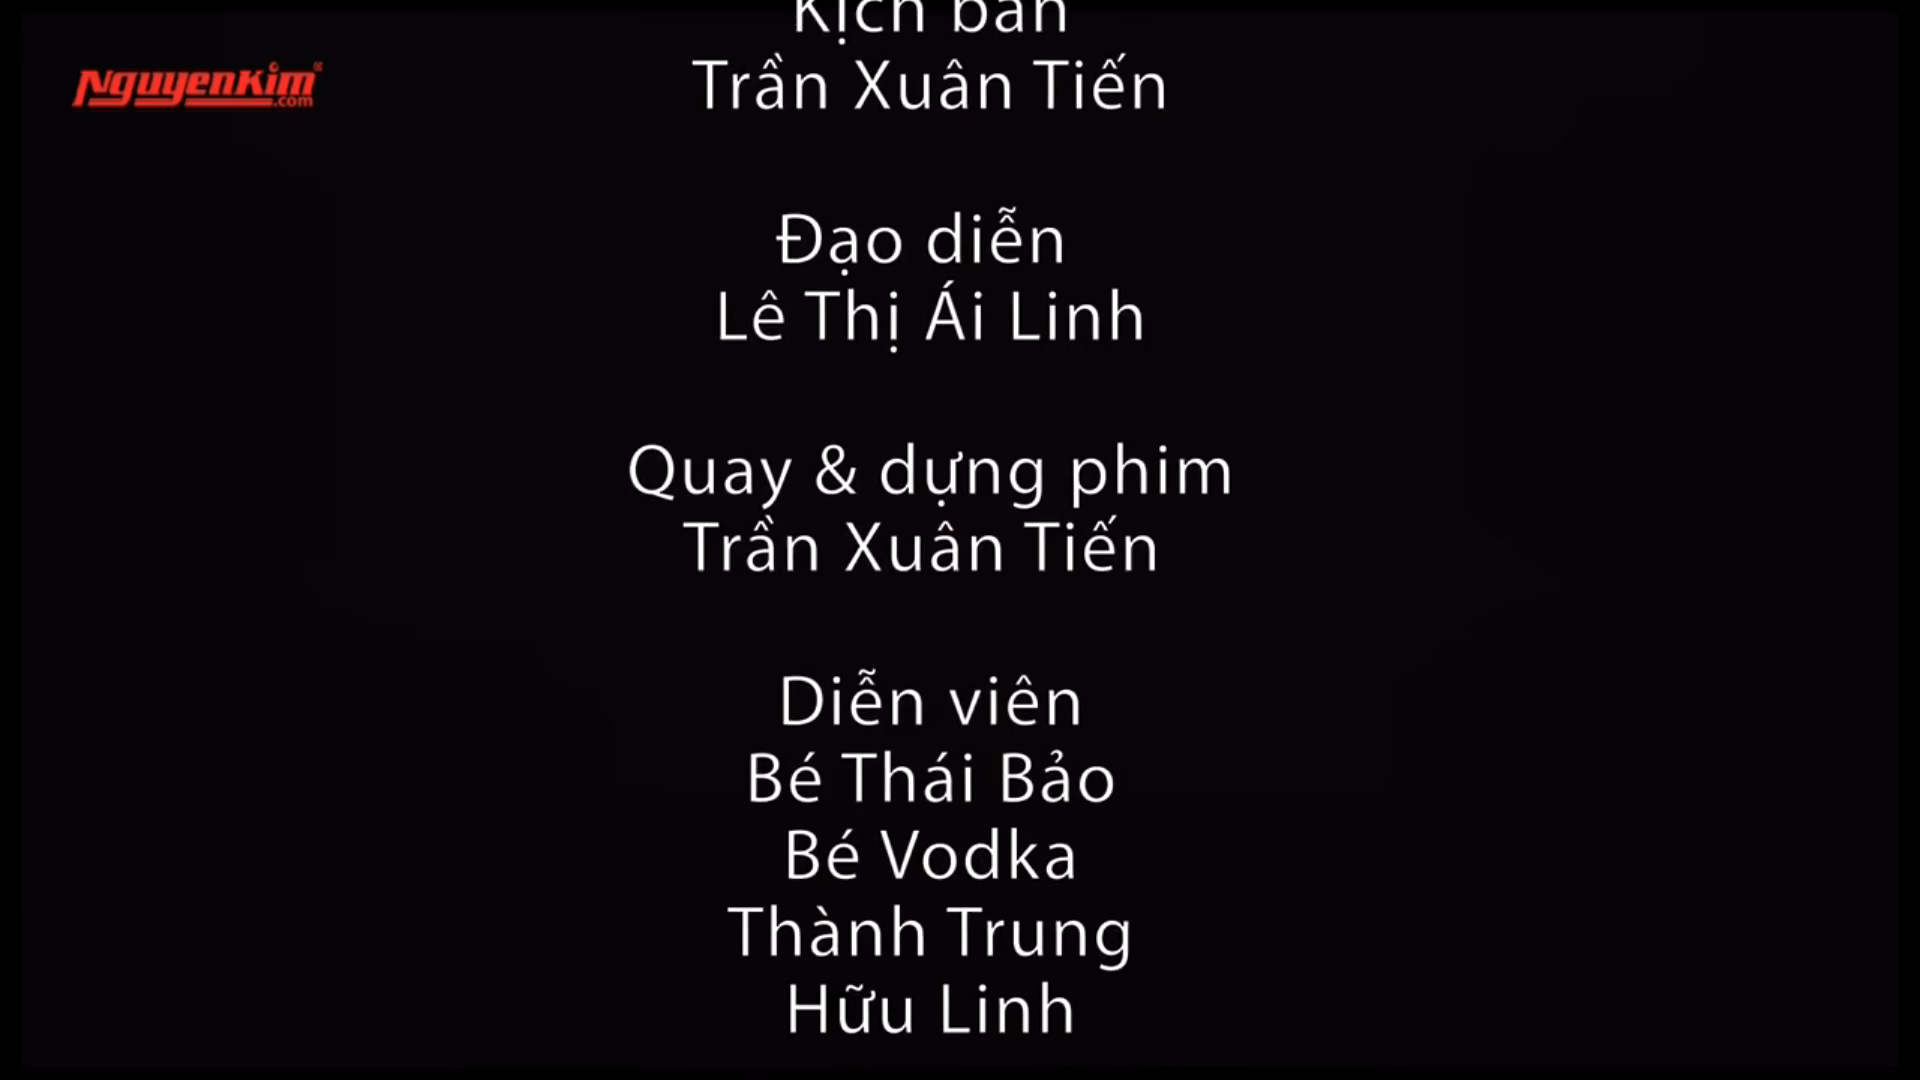 NguyenKim
.com
Kịch bản
Trần Xuân Tiến
Đạo diễn
Lê Thị Ái Linh
Quay & dựng phim
Trần Xuân Tiến
Diễn viên
Bé Thái Bảo
Bé Vodka
Thành Trung
Hữu Linh